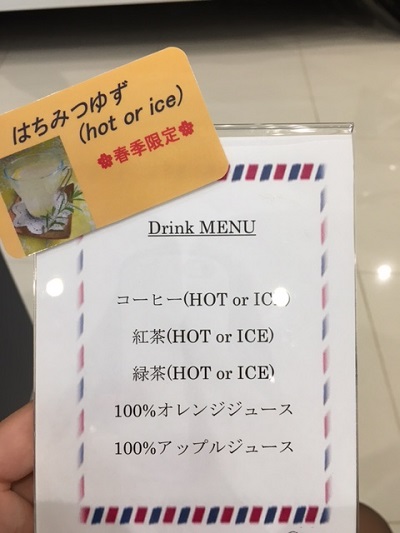 はちみつゆず
(hot or ice)
✿春季限定✿
Drink MENU
コーヒー(HOT or ICE)
紅茶(HOT or ICE)
緑茶(HOT or ICE)
100%オレンジジュース
100%アップルジュース